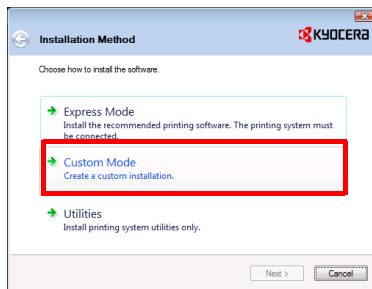 Installation Method
KYOCERA
Choose how to install the software.
Express Mode
Install the recommended printing software. The printing system must
be connected.
Custom Mode
Create a custom installation.
Utilities
Install printing system utilities only.
Next >
Cancel